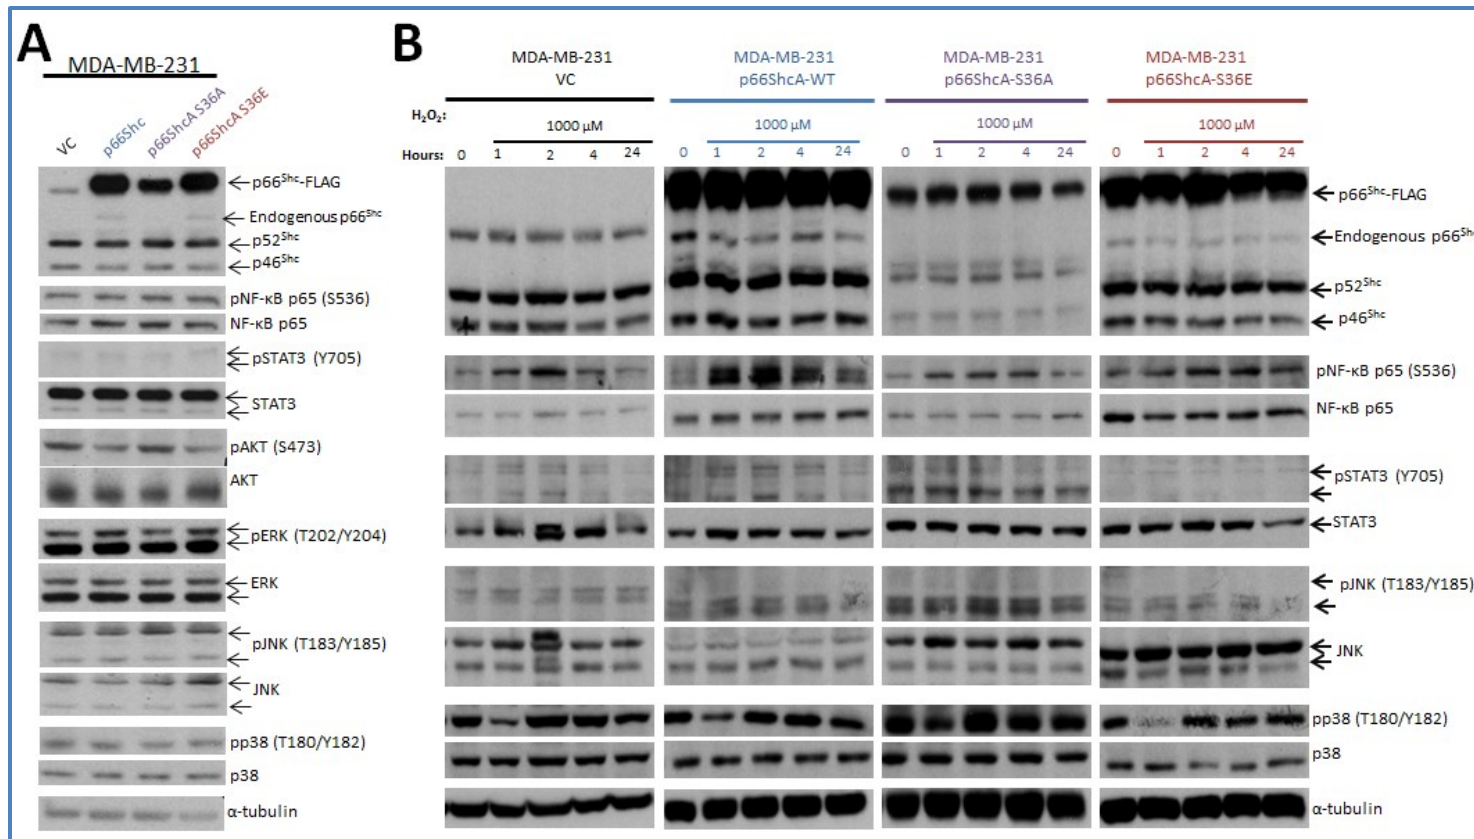 A
MDA-MB-231
VC
p66Shc
p66ShcA S36A
p66ShcA S36E
p66Shc-FLAG
Endogenous p66Shc
p52Shc
p46Shc
pNF-κB p65 (S536)
NF-κB p65
pSTAT3 (Y705)
STAT3
pAKT (S473)
AKT
pERK (T202/Y204)
ERK
pJNK (T183/Y185)
JNK
pp38 (T180/Y182)
p38
α-tubulin
B
MDA-MB-231
VC
MDA-MB-231
p66ShcA-WT
MDA-MB-231
p66ShcA-S36A
MDA-MB-231
p66ShcA-S36E
H2O2:
1000 µM
1000 µM
1000 µM
1000 µM
Hours:
0 1 2 4 24
0 1 2 4 24
0 1 2 4 24
0 1 2 4 24
p66Shc-FLAG
Endogenous p66Sh
p52Shc
p46Shc
pNF-κB p65 (S536)
NF-κB p65
pSTAT3 (Y705)
STAT3
pJNK (T183/Y185)
JNK
pp38 (T180/Y182)
p38
α-tubulin